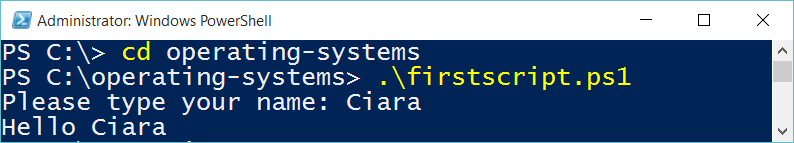 Administrator: Windows PowerShell
PS C:\> cd operating-systems
PS C:\operating-systems> .\firstscript.ps1
Please type your name: Ciara
Hello Ciara